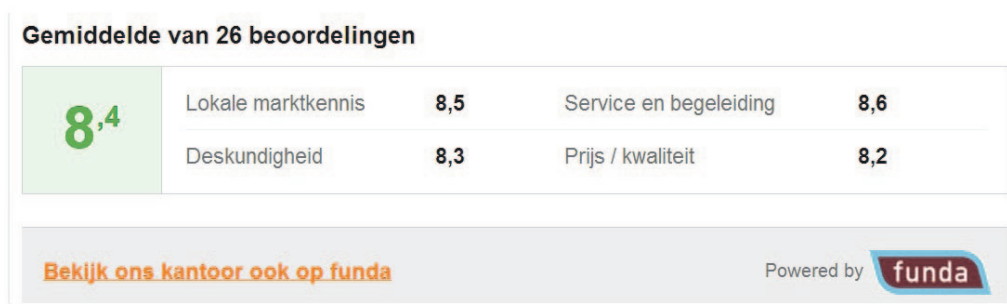 Gemiddelde van 26 beoordelingen
8,4
Lokale marktkennis 8,5 Service en begeleiding 8,6
Deskundigheid 8,3 Prijs / kwaliteit 8,2
Bekijk ons kantoor ook op funda Powered by funda